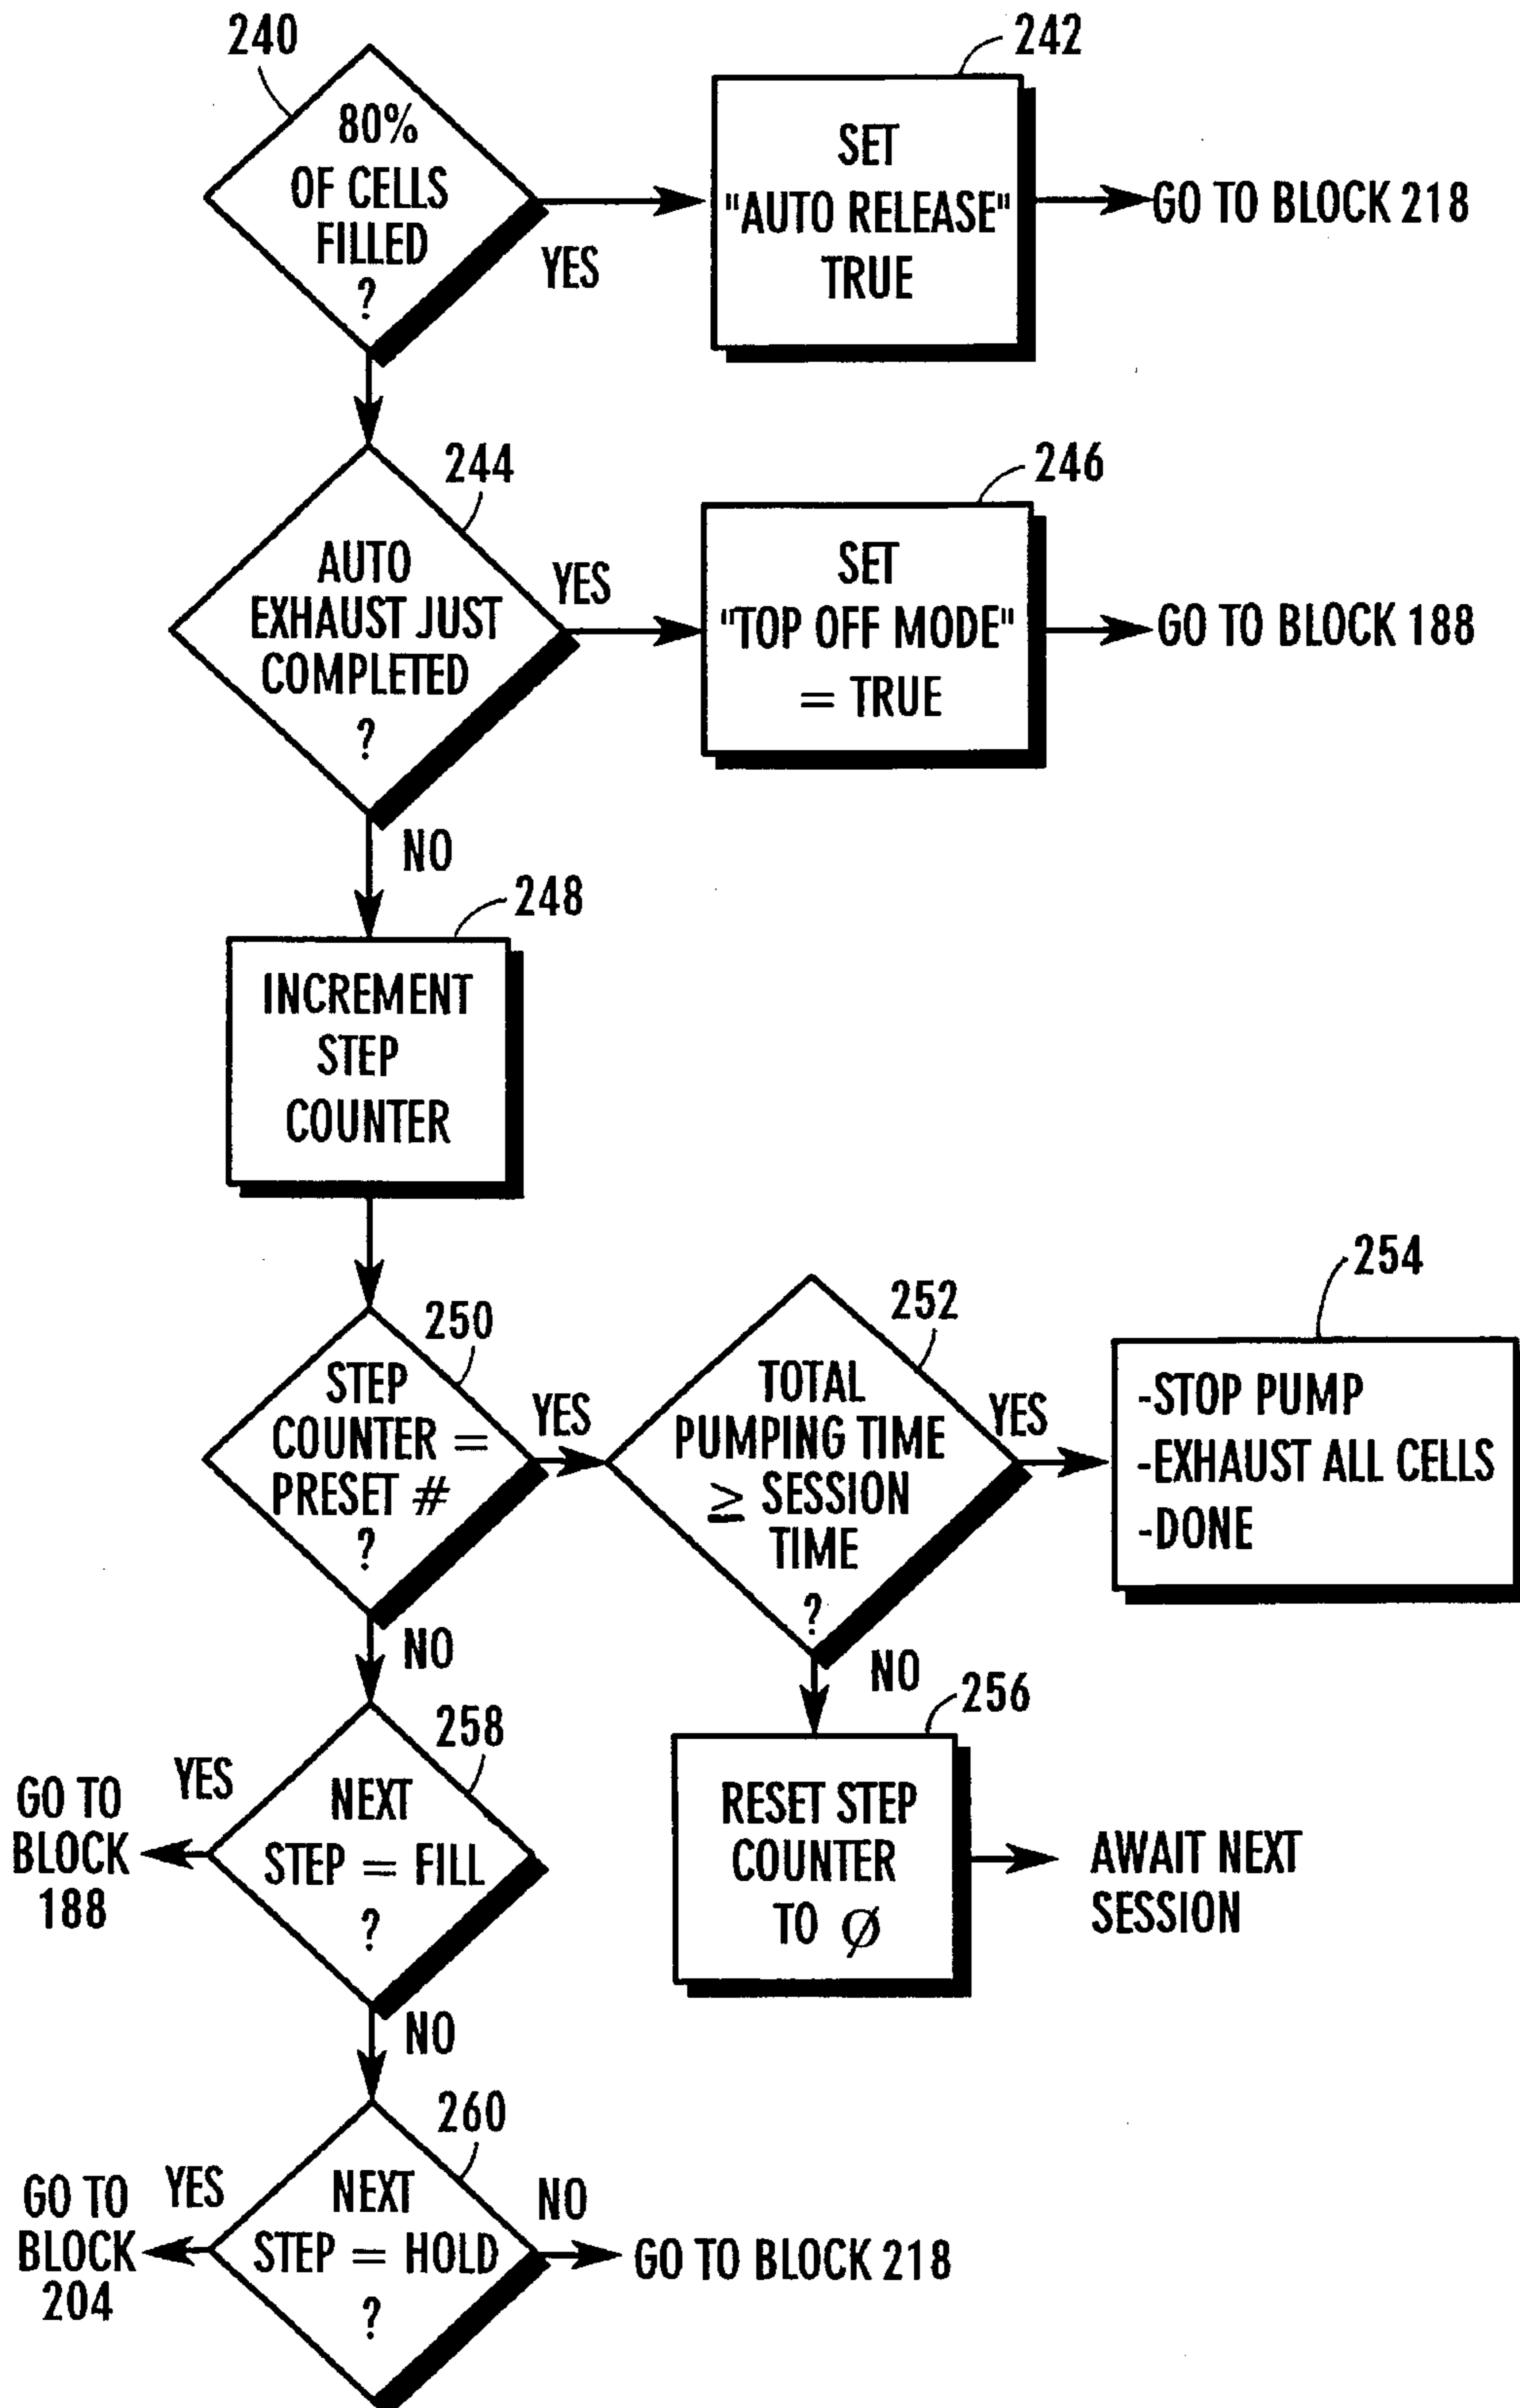 240
80%
OF CELLS
FILLED
?
YES
242
SET
"AUTO RELEASE"
TRUE
GO TO BLOCK 218
244
AUTO
EXHAUST JUST
COMPLETED
?
YES
NO
246
SET
"TOP OFF MODE"
= TRUE
GO TO BLOCK 188
248
INCREMENT
STEP
COUNTER
250
STEP
COUNTER =
PRESET #
?
YES
NO
252
TOTAL
PUMPING TIME
≥ SESSION
TIME
?
YES
NO
254
-STOP PUMP
-EXHAUST ALL CELLS
-DONE
256
RESET STEP
COUNTER
TO Ø
AWAIT NEXT
SESSION
258
NEXT
STEP = FILL
?
YES
GO TO
BLOCK
188
NO
260
NEXT
STEP = HOLD
?
YES
GO TO
BLOCK
204
NO
GO TO BLOCK 218